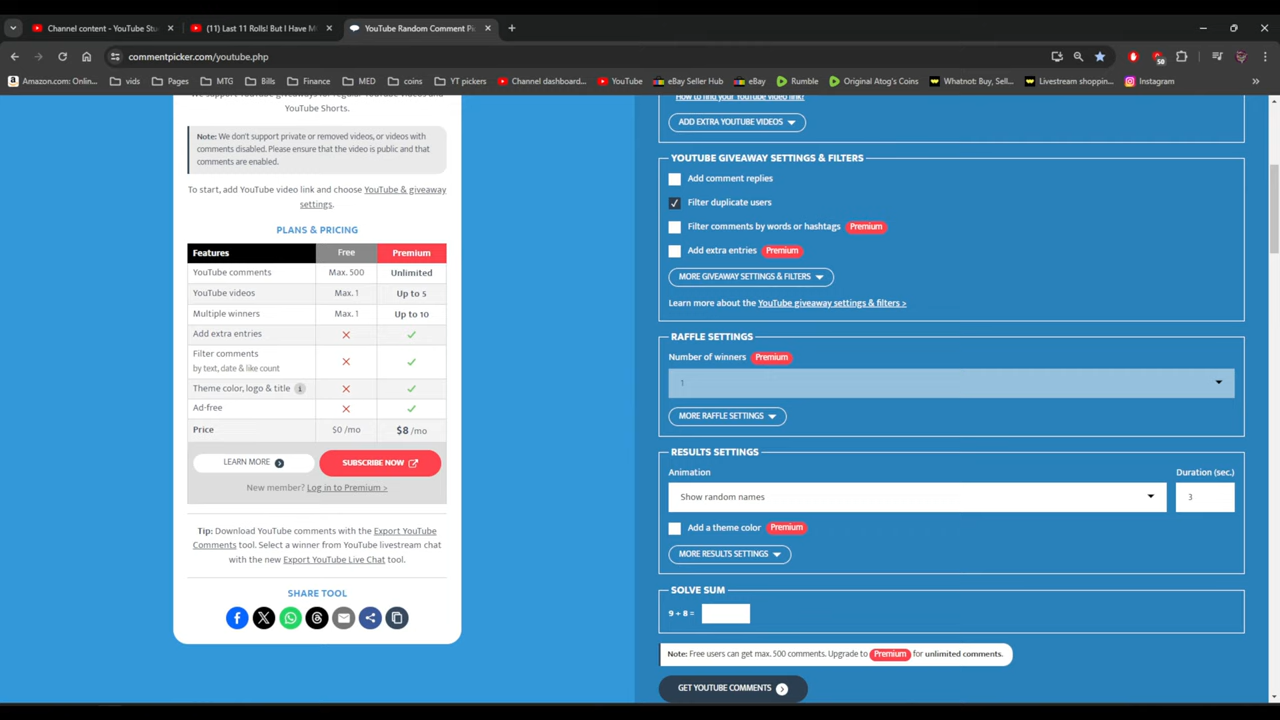 Channel content - YouTube Stu
(11) Last 11 Rolls! But I Have M
YouTube Random Comment Pi
commentpicker.com/youtube.php
50
Amazon.com: Onlin...
vids
Pages
MTG
Bills
Finance
MED
coins
YT pickers
Channel dashboard...
YouTube
eBay Seller Hub
eBay
Rumble
Original Atog's Coins
Whatnot: Buy, Sell,...
Livestream shoppin...
Instagram
YouTube Shorts.
Note: We don't support private or removed videos, or videos with
comments disabled. Please ensure that the video is public and that
comments are enabled.
To start, add YouTube video link and choose YouTube & giveaway
settings.
PLANS & PRICING
Features Free Premium
YouTube comments Max. 500 Unlimited
YouTube videos Max. 1 Up to 5
Multiple winners Max. 1 Up to 10
Add extra entries
Filter comments
by text, date & like count
Theme color, logo & title i
Ad-free
Price $0 /mo $8 /mo
LEARN MORE
SUBSCRIBE NOW
New member? Log in to Premium >
Tip: Download YouTube comments with the Export YouTube
Comments tool. Select a winner from YouTube livestream chat
with the new Export YouTube Live Chat tool.
SHARE TOOL
How to find your YouTube video link?
ADD EXTRA YOUTUBE VIDEOS
YOUTUBE GIVEAWAY SETTINGS & FILTERS
Add comment replies
Filter duplicate users
Filter comments by words or hashtags Premium
Add extra entries Premium
MORE GIVEAWAY SETTINGS & FILTERS
Learn more about the YouTube giveaway settings & filters >
RAFFLE SETTINGS
Number of winners Premium
1
MORE RAFFLE SETTINGS
RESULTS SETTINGS
Animation Duration (sec.)
Show random names 3
Add a theme color Premium
MORE RESULTS SETTINGS
SOLVE SUM
9 + 8 =
Note: Free users can get max. 500 comments. Upgrade to Premium for unlimited comments.
GET YOUTUBE COMMENTS